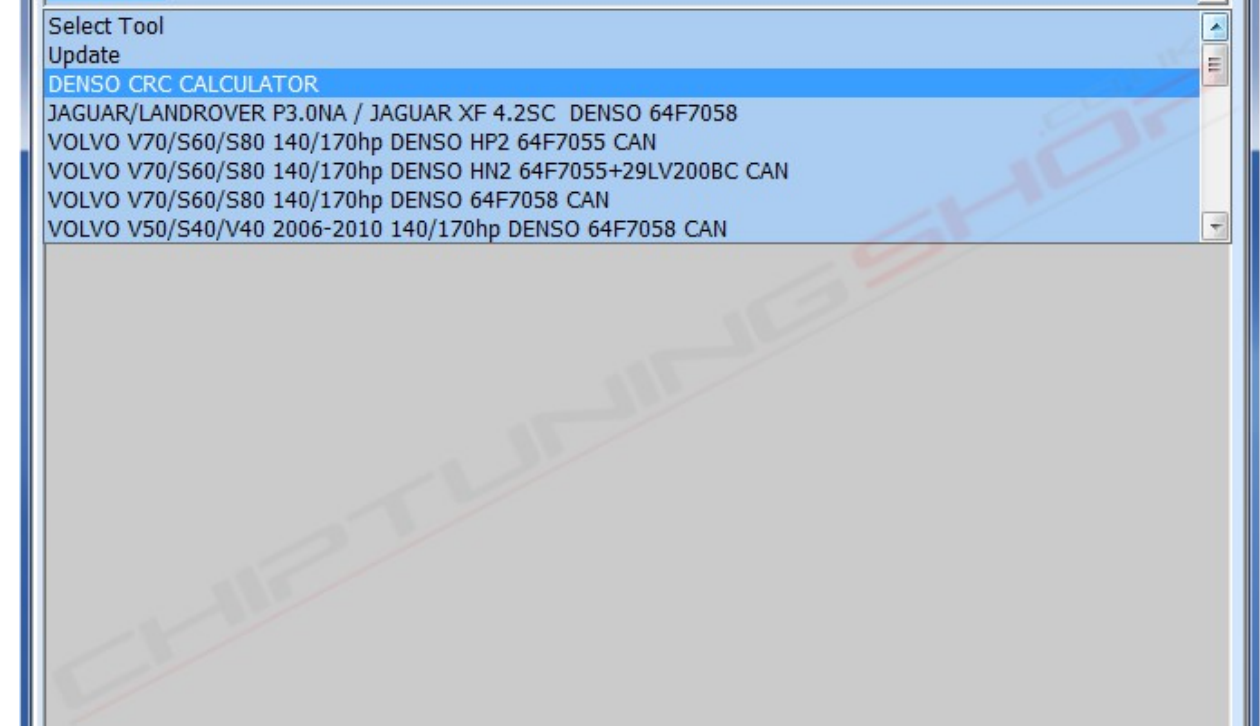 Select Tool
Update
DENSO CRC CALCULATOR
JAGUAR/LANDROVER P3.0NA / JAGUAR XF 4.2SC  DENSO 64F7058
VOLVO V70/S60/S80 140/170hp DENSO HP2 64F7055 CAN
VOLVO V70/S60/S80 140/170hp DENSO HN2 64F7055+29LV200BC CAN
VOLVO V70/S60/S80 140/170hp DENSO 64F7058 CAN
VOLVO V50/S40/V40 2006-2010 140/170hp DENSO 64F7058 CAN
CHIPTUNINGSHOP
.CO.UK